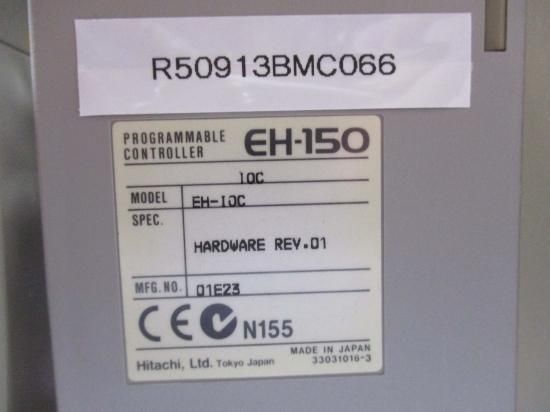 R50913BMC066
PROGRAMMABLE
CONTROLLER EH-150
IOC
MODEL EH-IOC
SPEC.
HARDWARE REV.01
MFG.NO. 01E23
CE N155
MADE IN JAPAN
Hitachi, Ltd. Tokyo Japan 33031016-3